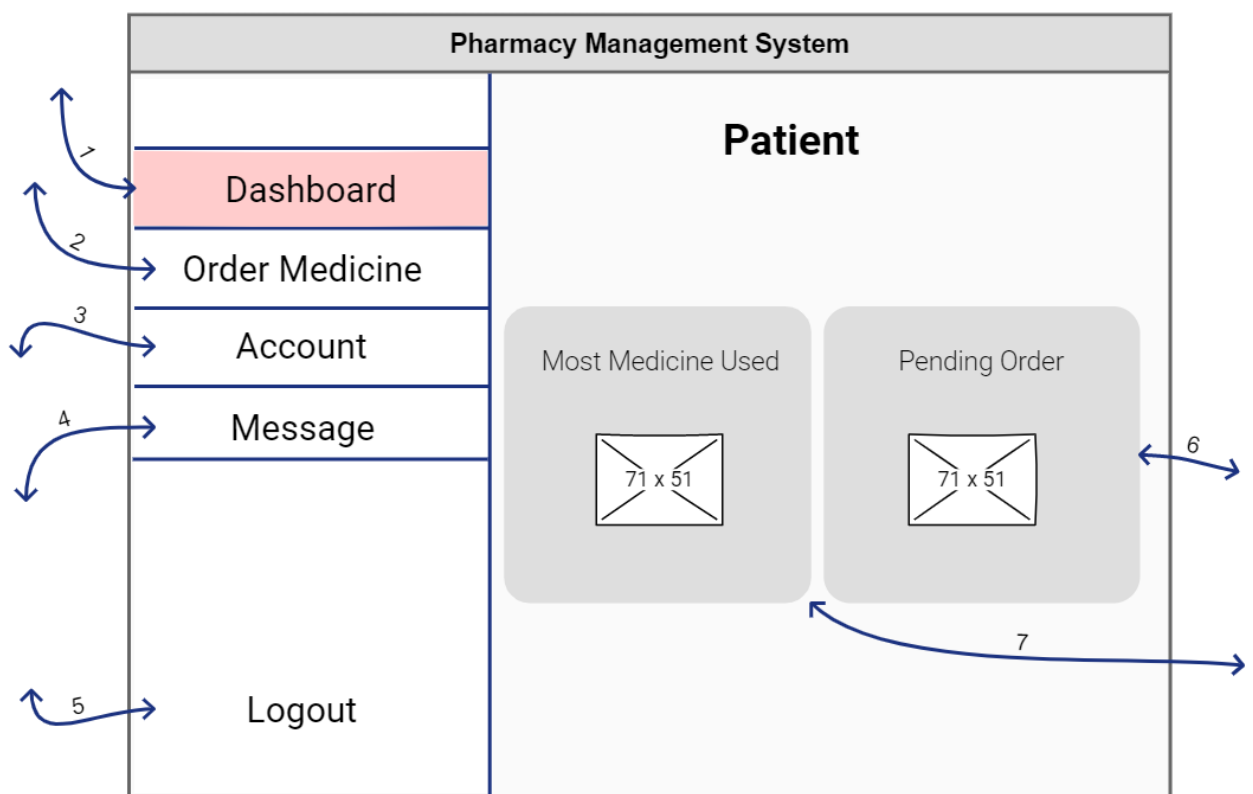 Pharmacy Management System
Patient
1
Dashboard
2
Order Medicine
3
Account
4
Message
5
Logout
Most Medicine Used
71 x 51
Pending Order
71 x 51
6
7